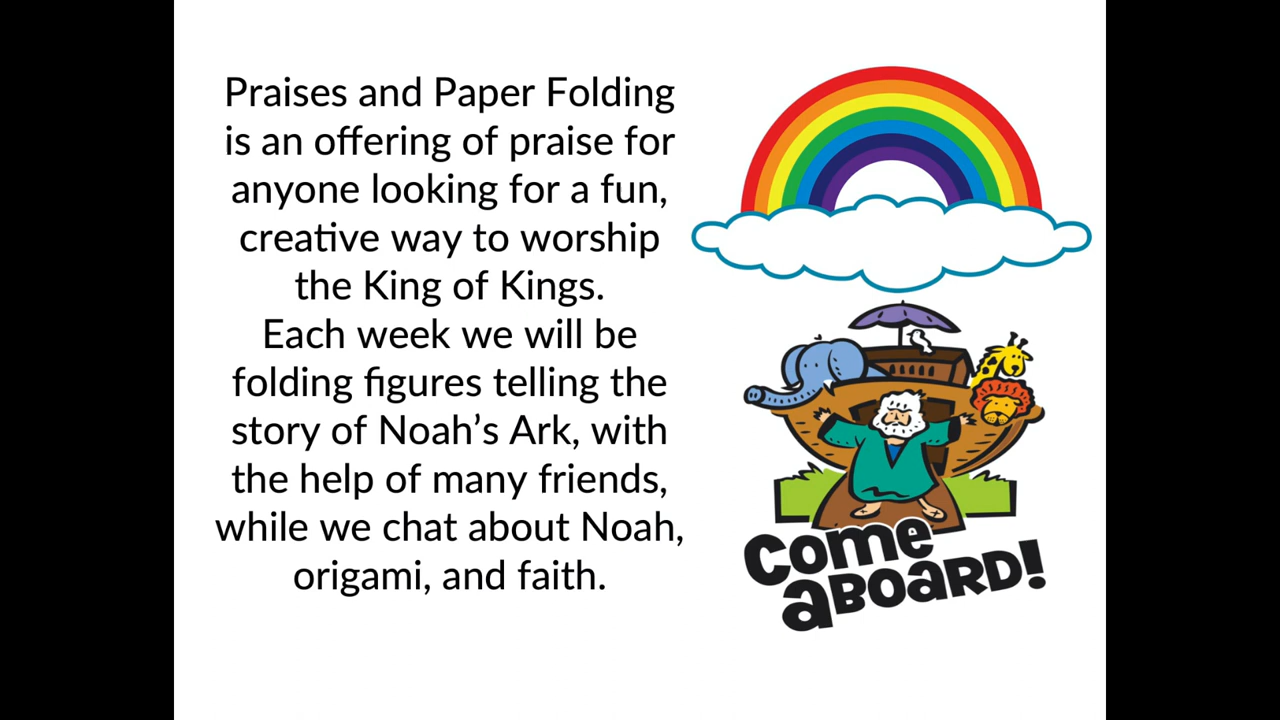 Praises and Paper Folding
is an offering of praise for
anyone looking for a fun,
creative way to worship
the King of Kings.
Each week we will be
folding figures telling the
story of Noah’s Ark, with
the help of many friends,
while we chat about Noah,
origami, and faith.
Come
aBoaRD!